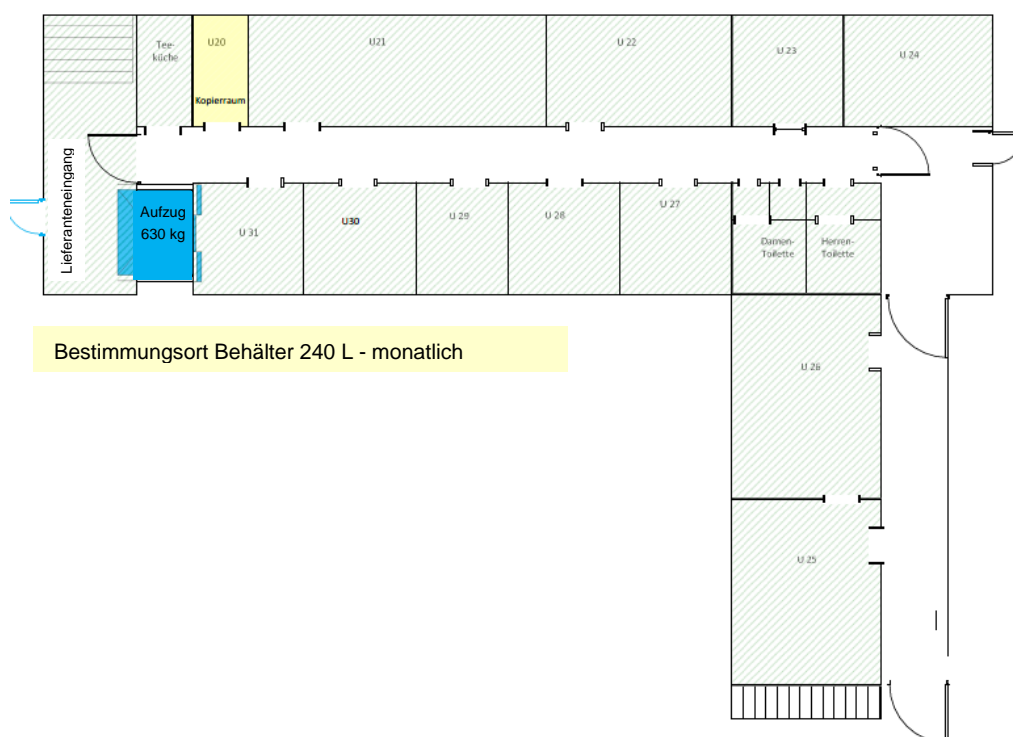 Tee-
küche
U20
U21
U 22
U 23
U 24
Kopierraum
Lieferanteneingang
Aufzug
630 kg
U 31
U30
U 29
U 28
U 27
Damen-
Toilette
Herren-
Toilette
Bestimmungsort Behälter 240 L - monatlich
U 26
U 25